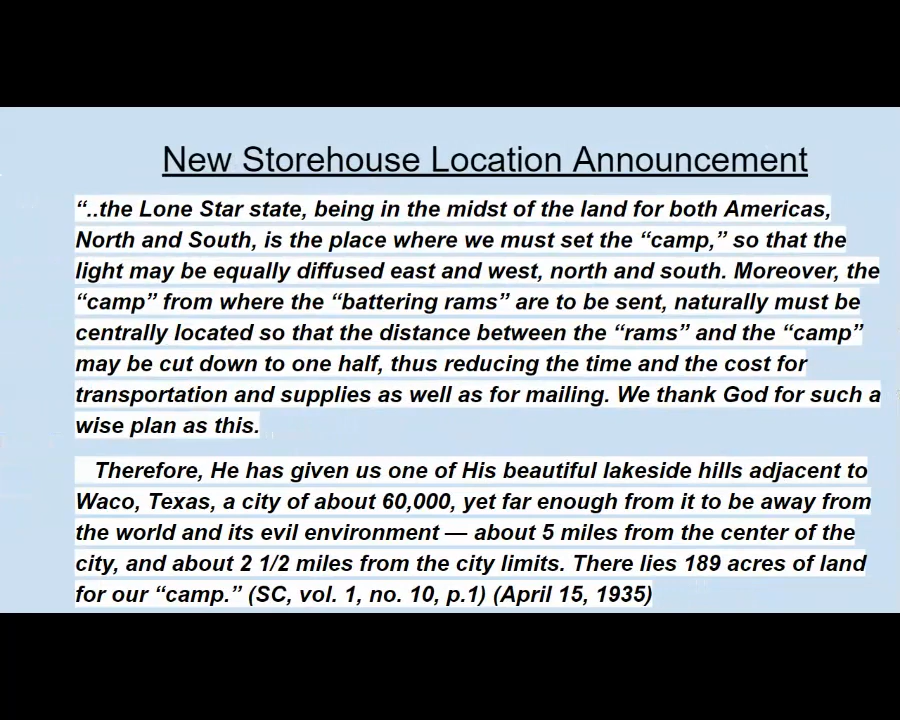 New Storehouse Location Announcement
“..the Lone Star state, being in the midst of the land for both Americas,
North and South, is the place where we must set the “camp,” so that the
light may be equally diffused east and west, north and south. Moreover, the
“camp” from where the “battering rams” are to be sent, naturally must be
centrally located so that the distance between the “rams” and the “camp”
may be cut down to one half, thus reducing the time and the cost for
transportation and supplies as well as for mailing. We thank God for such a
wise plan as this.
Therefore, He has given us one of His beautiful lakeside hills adjacent to
Waco, Texas, a city of about 60,000, yet far enough from it to be away from
the world and its evil environment — about 5 miles from the center of the
city, and about 2 1/2 miles from the city limits. There lies 189 acres of land
for our “camp.” (SC, vol. 1, no. 10, p.1) (April 15, 1935)